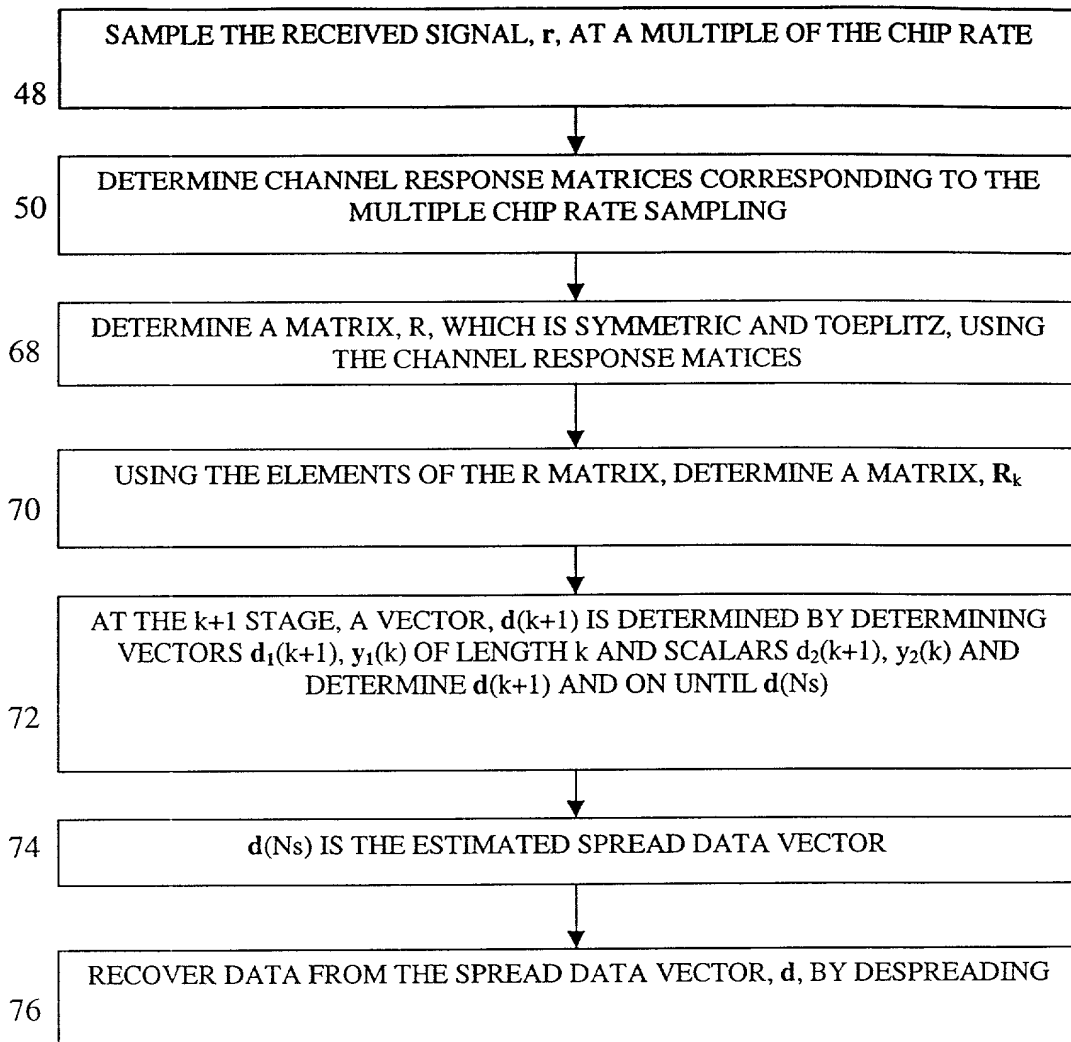 SAMPLE THE RECEIVED SIGNAL, r, AT A MULTIPLE OF THE CHIP RATE
48
DETERMINE CHANNEL RESPONSE MATRICES CORRESPONDING TO THE
MULTIPLE CHIP RATE SAMPLING
50
DETERMINE A MATRIX, R, WHICH IS SYMMETRIC AND TOEPLITZ, USING
THE CHANNEL RESPONSE MATICES
68
USING THE ELEMENTS OF THE R MATRIX, DETERMINE A MATRIX, Rk
70
AT THE k+1 STAGE, A VECTOR, d(k+1) IS DETERMINED BY DETERMINING
VECTORS d1(k+1), y1(k) OF LENGTH k AND SCALARS d2(k+1), y2(k) AND
DETERMINE d(k+1) AND ON UNTIL d(Ns)
72
d(Ns) IS THE ESTIMATED SPREAD DATA VECTOR
74
RECOVER DATA FROM THE SPREAD DATA VECTOR, d, BY DESPREADING
76